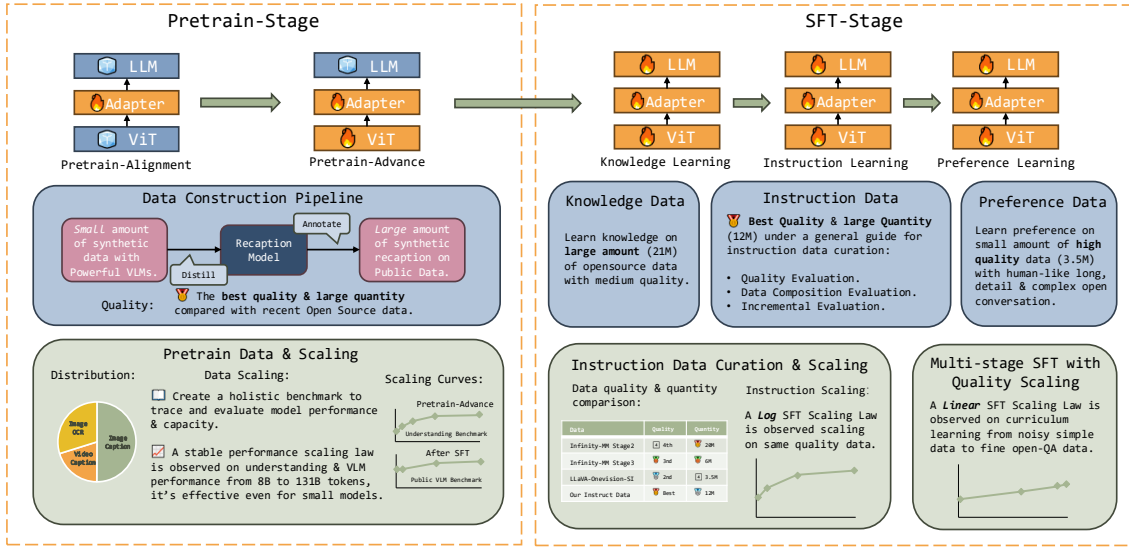 Pretrain-Stage
LLM
Adapter
ViT
Pretrain-Alignment
LLM
Adapter
ViT
Pretrain-Advance
Data Construction Pipeline
Small amount
of synthetic
data with
Powerful VLMs.
Distill
Recaption
Model
Annotate
Large amount
of synthetic
recaption on
Public Data.
Quality: The best quality & large quantity
compared with recent Open Source data.
Pretrain Data & Scaling
Distribution:
Image
OCR
Image
Caption
Video
Caption
Data Scaling:
Create a holistic benchmark to
trace and evaluate model performance
& capacity.
A stable performance scaling law
is observed on understanding & VLM
performance from 8B to 131B tokens,
it's effective even for small models.
Scaling Curves:
Pretrain-Advance
Understanding Benchmark
After SFT
Public VLM Benchmark
SFT-Stage
LLM
Adapter
ViT
Knowledge Learning
LLM
Adapter
ViT
Instruction Learning
LLM
Adapter
ViT
Preference Learning
Knowledge Data
Learn knowledge on
large amount (21M)
of opensource data
with medium quality.
Instruction Data
Best Quality & large Quantity
(12M) under a general guide for
instruction data curation:
• Quality Evaluation.
• Data Composition Evaluation.
• Incremental Evaluation.
Preference Data
Learn preference on
small amount of high
quality data (3.5M)
with human-like long,
detail & complex open
conversation.
Instruction Data Curation & Scaling
Data quality & quantity
comparison:
Data Quality Quantity
Infinity-MM Stage2 4 4th 20M
Infinity-MM Stage3 3nd 6M
LLaVA-Onevision-SI 2nd 4 3.5M
Our Instruct Data Best 12M
Instruction Scaling:
A Log SFT Scaling Law
is observed scaling
on same quality data.
Multi-stage SFT with
Quality Scaling
A Linear SFT Scaling Law is
observed on curriculum
learning from noisy simple
data to fine open-QA data.